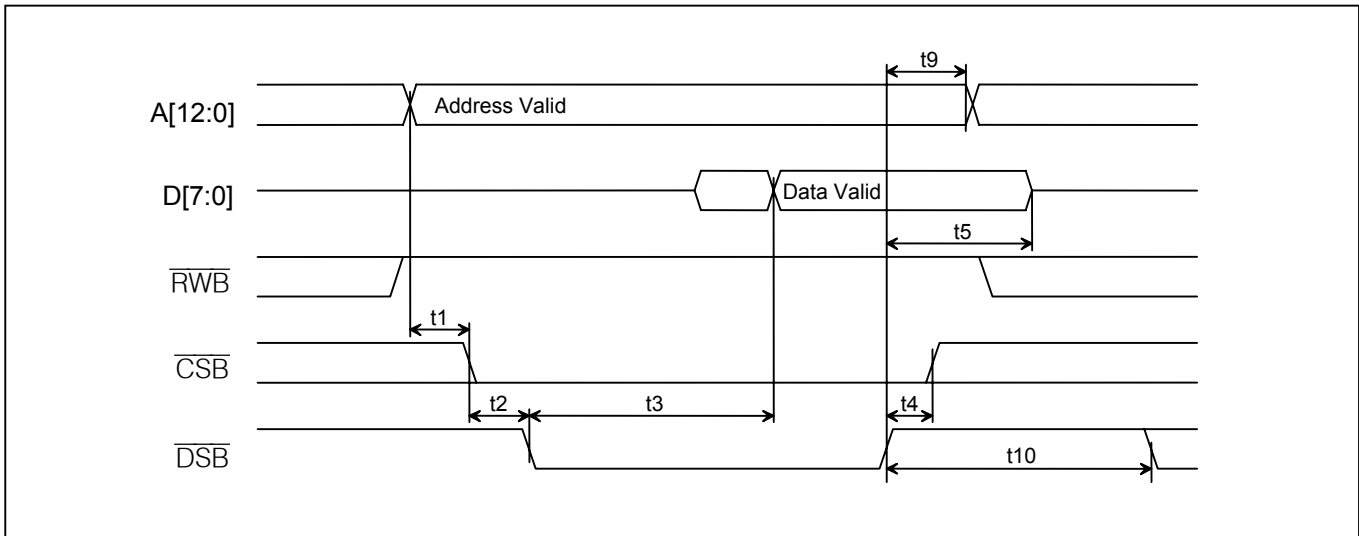 t9
A[12:0]
Address Valid
D[7:0]
Data Valid
t5
RWB
t1
CSB
t2
t3
t4
DSB
t10